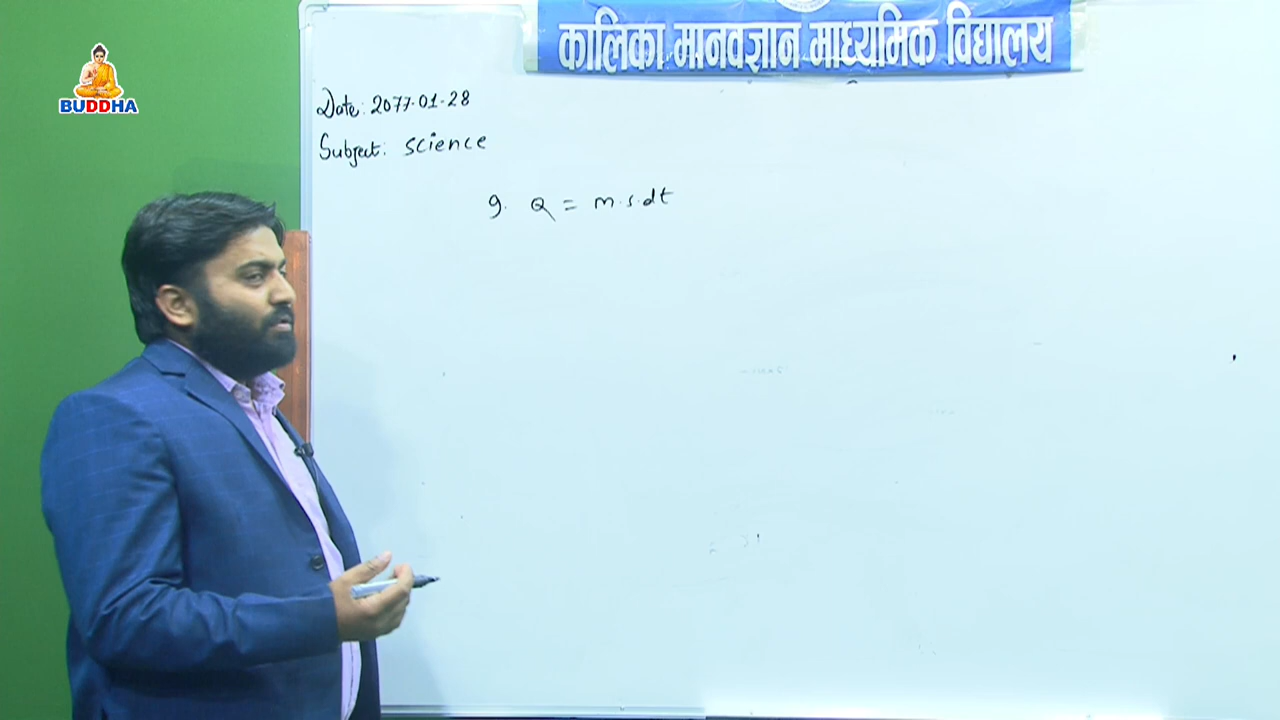 कालिका मानवज्ञान माध्यमिक विद्यालय
BUDDHA
Date: 2077-01-28
Subject: science
9. Q = m.s.dt